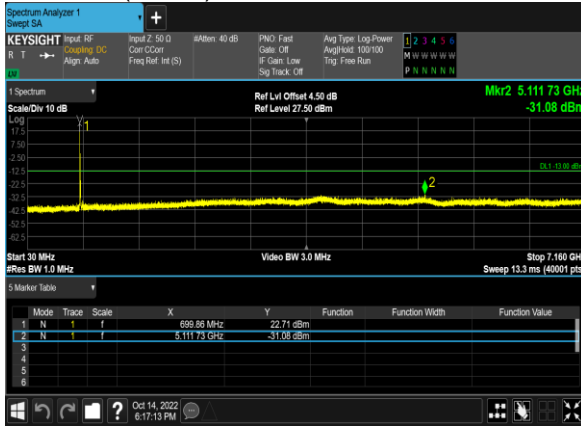 Spectrum Analyzer 1
Swept SA
+
KEYSIGHT Input: RF Input Z: 50 Ω #Atten: 40 dB PNO: Fast Avg Type: Log-Power 1 2 3 4 5 6
R T Coupling: DC Corr CCorr Gate: Off Avg|Hold: 100/100 M W W W W W
Align: Auto Freq Ref: Int (S) IF Gain: Low Trig: Free Run
LW Sig Track: Off P N N N N N
1 Spectrum Ref Lvl Offset 4.50 dB Mkr2 5.111 73 GHz
Scale/Div 10 dB Ref Level 27.50 dBm -31.08 dBm
Log
17.5 1
7.50
-2.50
-12.5 DL1 -13.00 dBm
-22.5 2
-32.5
-42.5
-52.5
-62.5
Start 30 MHz Video BW 3.0 MHz Stop 7.160 GHz
#Res BW 1.0 MHz Sweep 13.3 ms (40001 pts
5 Marker Table
Mode Trace Scale X Y Function Function Width Function Value
1 N 1 f 699.86 MHz 22.71 dBm
2 N 1 f 5.111 73 GHz -31.08 dBm
3
4
5
6
? Oct 14, 2022
6:17:13 PM